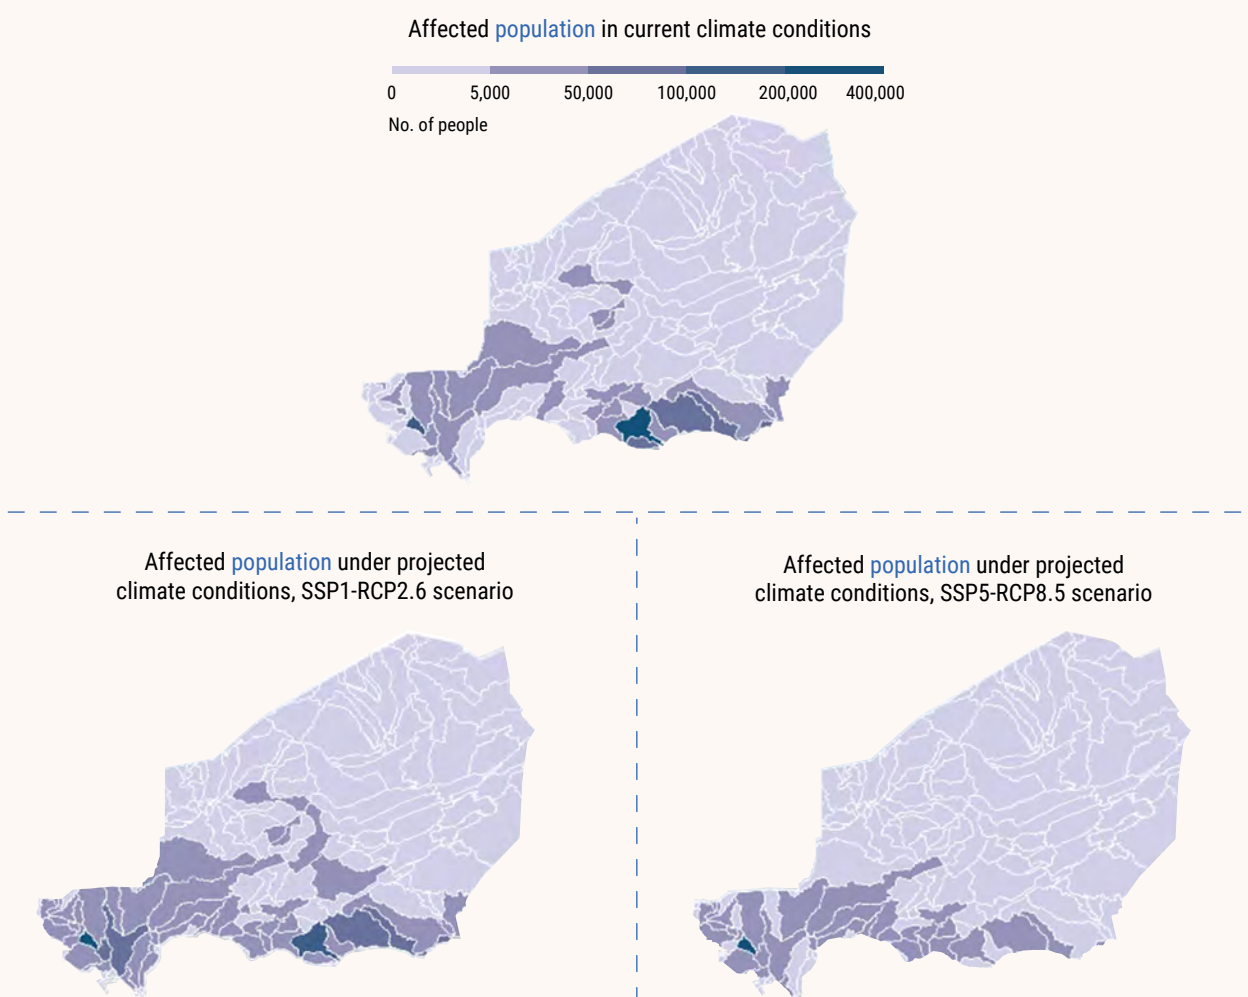 Affected population in current climate conditions
0 5,000 50,000 100,000 200,000 400,000
No. of people
Affected population under projected
climate conditions, SSP1-RCP2.6 scenario
Affected population under projected
climate conditions, SSP5-RCP8.5 scenario